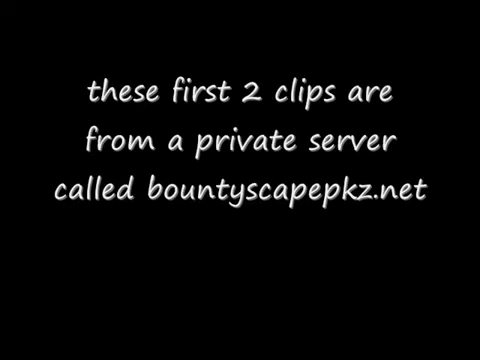 these first 2 clips are
from a private server
called bountyscapepkz.net